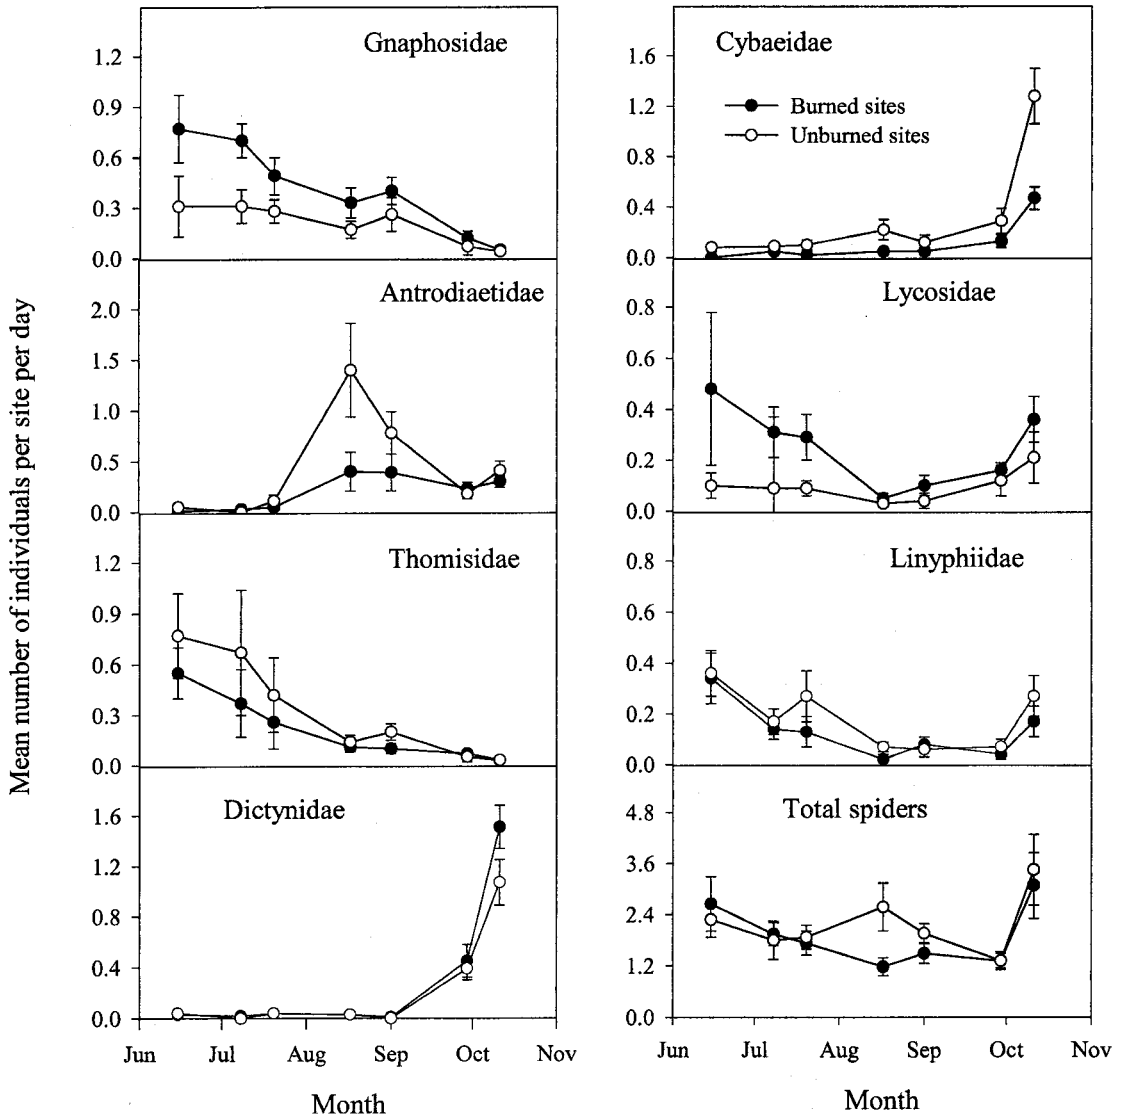 Mean number of individuals per site per day
Gnaphosidae
1.2
0.9
0.6
0.3
0.0
Antrodiaetidae
2.0
1.5
1.0
0.5
0.0
Thomisidae
1.2
0.9
0.6
0.3
0.0
Dictynidae
1.6
1.2
0.8
0.4
0.0
Jun Jul Aug Sep Oct Nov
Month
Cybaeidae
1.6
1.2
0.8
0.4
0.0
Burned sites
Unburned sites
Lycosidae
0.8
0.6
0.4
0.2
0.0
Linyphiidae
0.8
0.6
0.4
0.2
0.0
Total spiders
4.8
3.6
2.4
1.2
0.0
Jun Jul Aug Sep Oct Nov
Month